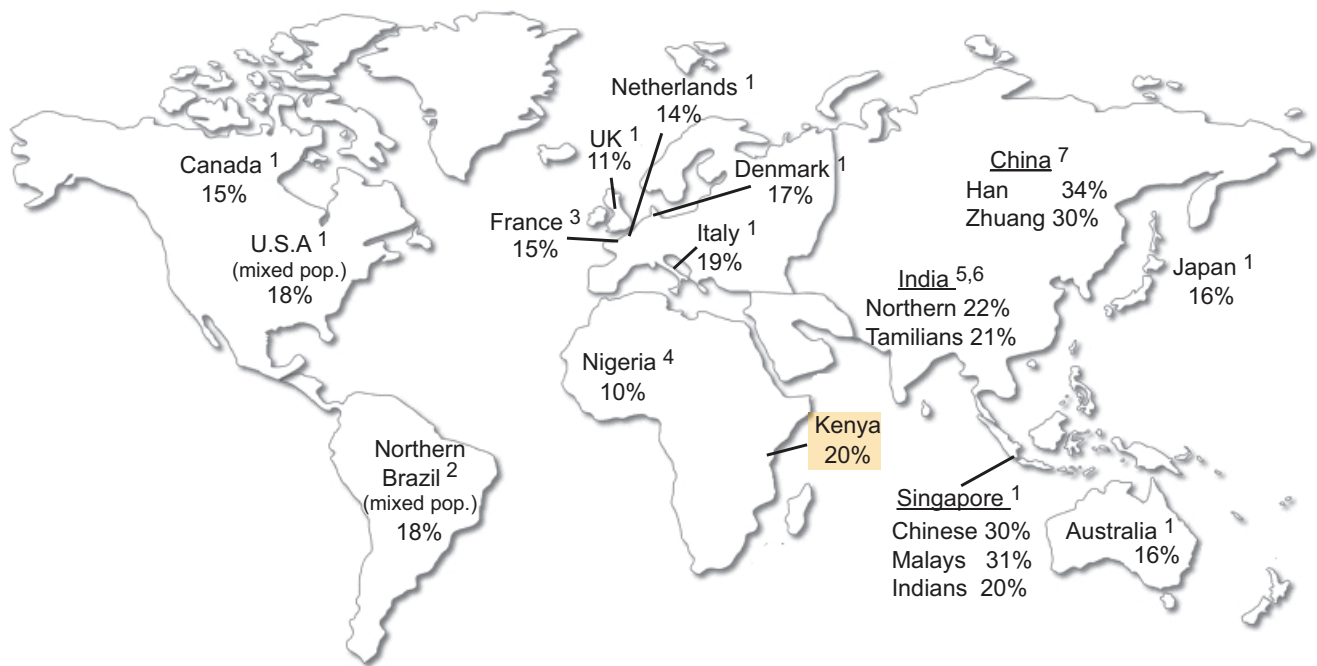 Netherlands 1
14%
UK 1
11%
Canada 1
15%
Denmark 1
17%
China 7
Han 34%
Zhuang 30%
France 3
15%
Italy 1
19%
U.S.A 1
(mixed pop.)
18%
Japan 1
16%
India 5,6
Northern 22%
Tamilians 21%
Nigeria 4
10%
Kenya
20%
Northern
Brazil 2
(mixed pop.)
18%
Singapore 1
Chinese 30%
Malays 31%
Indians 20%
Australia 1
16%